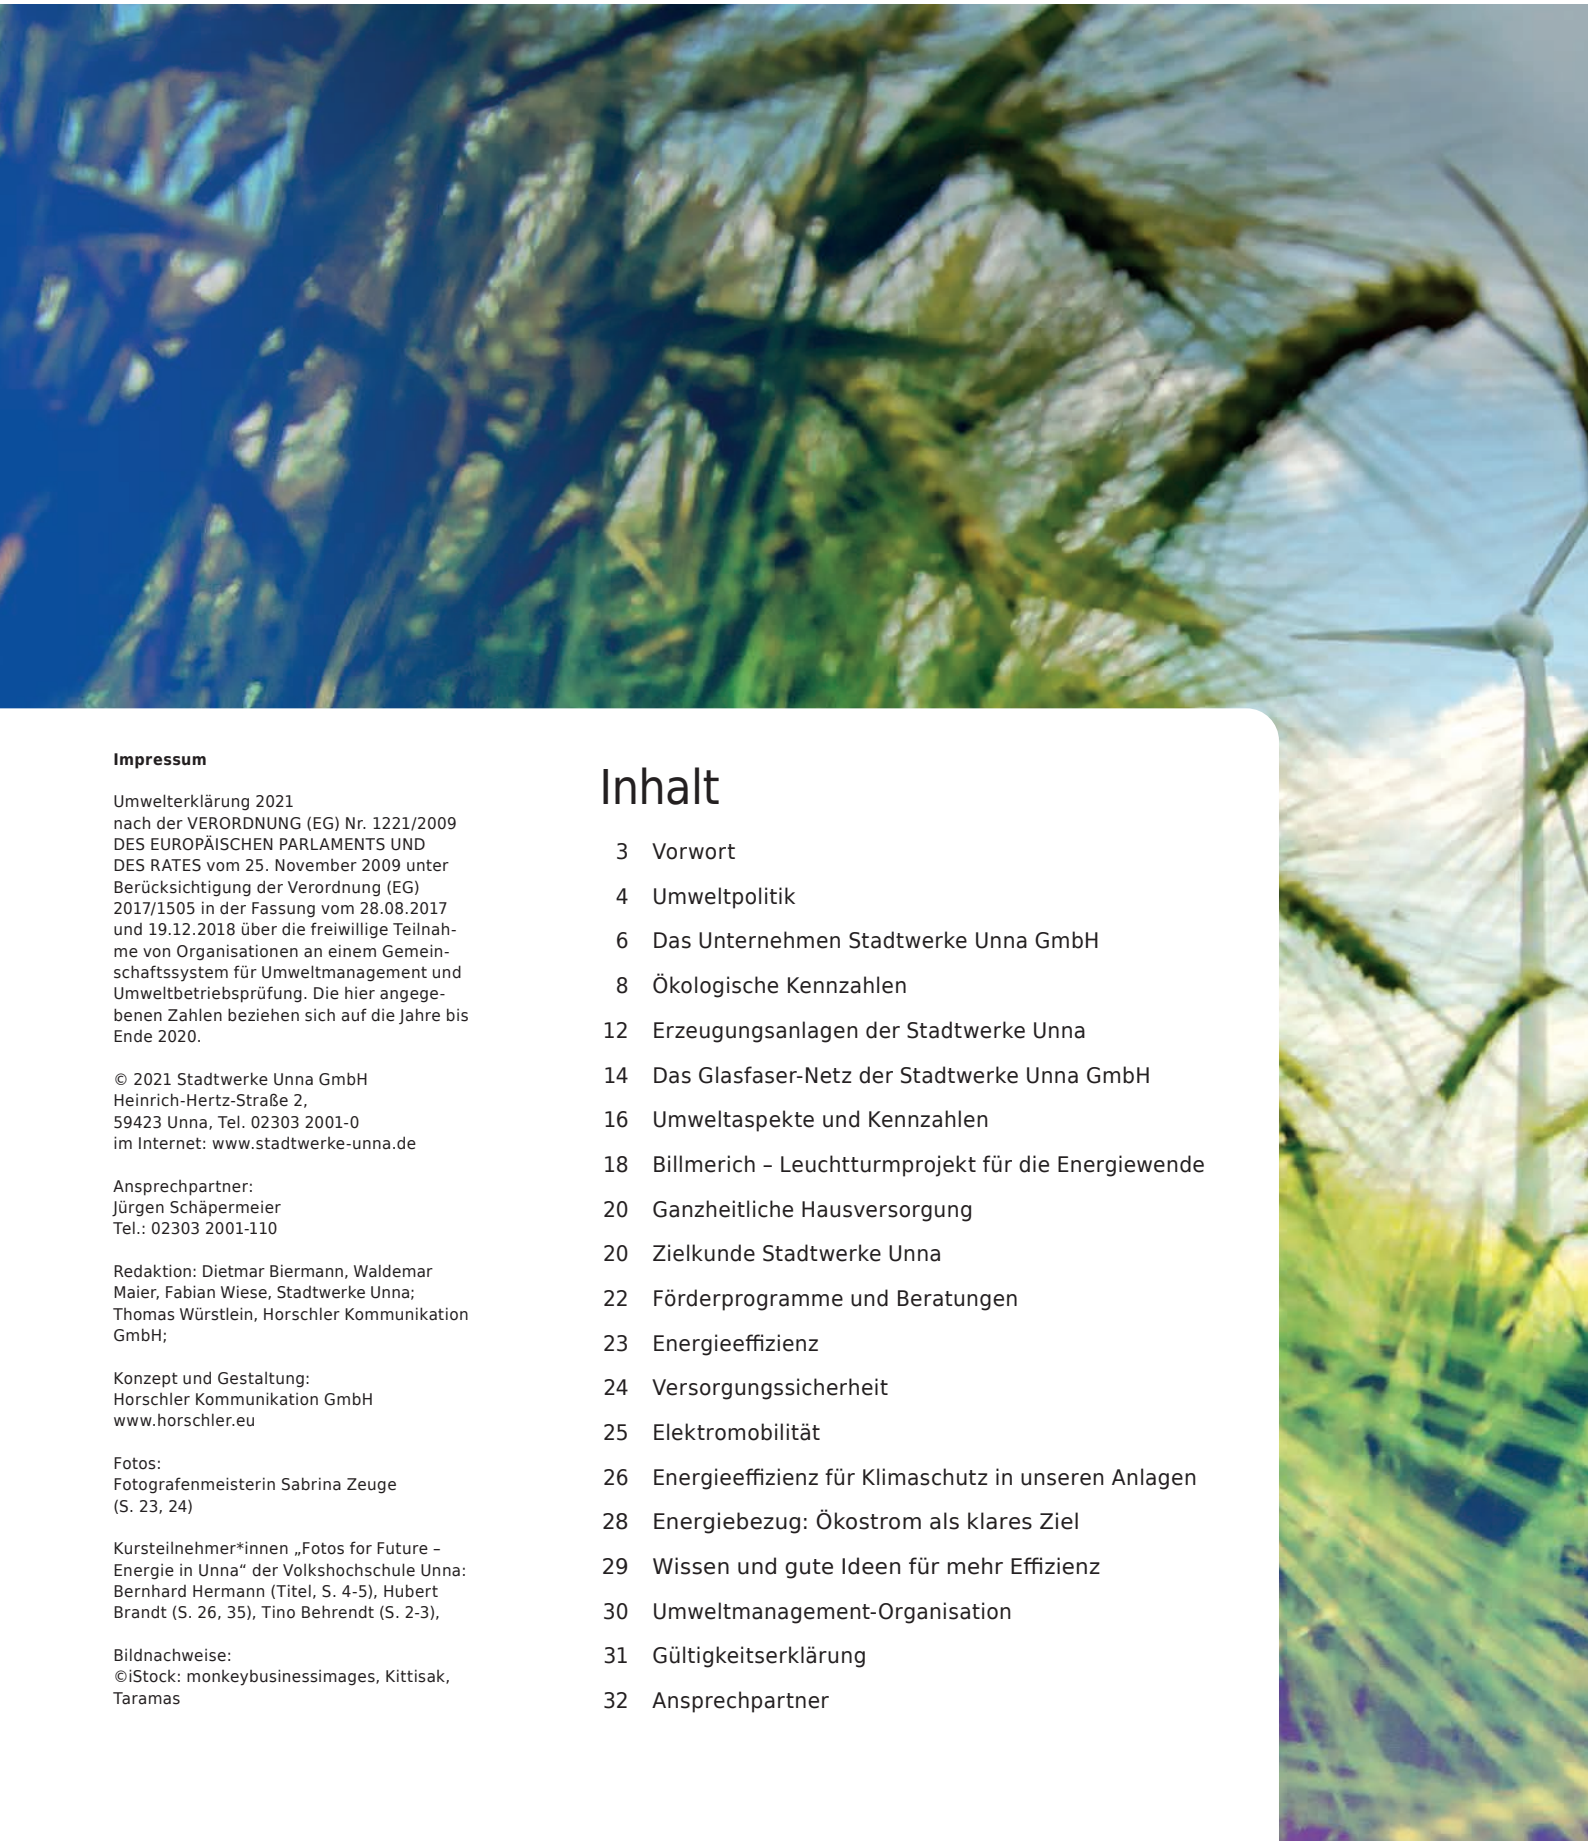 Impressum
Umwelterklärung 2021
nach der VERORDNUNG (EG) Nr. 1221/2009
DES EUROPÄISCHEN PARLAMENTS UND
DES RATES vom 25. November 2009 unter
Berücksichtigung der Verordnung (EG)
2017/1505 in der Fassung vom 28.08.2017
und 19.12.2018 über die freiwillige Teilnah-
me von Organisationen an einem Gemein-
schaftssystem für Umweltmanagement und
Umweltbetriebsprüfung. Die hier angege-
benen Zahlen beziehen sich auf die Jahre bis
Ende 2020.
© 2021 Stadtwerke Unna GmbH
Heinrich-Hertz-Straße 2,
59423 Unna, Tel. 02303 2001-0
im Internet: www.stadtwerke-unna.de
Ansprechpartner:
Jürgen Schäpermeier
Tel.: 02303 2001-110
Redaktion: Dietmar Biermann, Waldemar
Maier, Fabian Wiese, Stadtwerke Unna;
Thomas Würstlein, Horschler Kommunikation
GmbH;
Konzept und Gestaltung:
Horschler Kommunikation GmbH
www.horschler.eu
Fotos:
Fotografenmeisterin Sabrina Zeuge
(S. 23, 24)
Kursteilnehmer*innen „Fotos for Future –
Energie in Unna“ der Volkshochschule Unna:
Bernhard Hermann (Titel, S. 4-5), Hubert
Brandt (S. 26, 35), Tino Behrendt (S. 2-3),
Bildnachweise:
©iStock: monkeybusinessimages, Kittisak,
Taramas
Inhalt
3 Vorwort
4 Umweltpolitik
6 Das Unternehmen Stadtwerke Unna GmbH
8 Ökologische Kennzahlen
12 Erzeugungsanlagen der Stadtwerke Unna
14 Das Glasfaser-Netz der Stadtwerke Unna GmbH
16 Umweltaspekte und Kennzahlen
18 Billmerich – Leuchtturmprojekt für die Energiewende
20 Ganzheitliche Hausversorgung
20 Zielkunde Stadtwerke Unna
22 Förderprogramme und Beratungen
23 Energieeffizienz
24 Versorgungssicherheit
25 Elektromobilität
26 Energieeffizienz für Klimaschutz in unseren Anlagen
28 Energiebezug: Ökostrom als klares Ziel
29 Wissen und gute Ideen für mehr Effizienz
30 Umweltmanagement-Organisation
31 Gültigkeitserklärung
32 Ansprechpartner